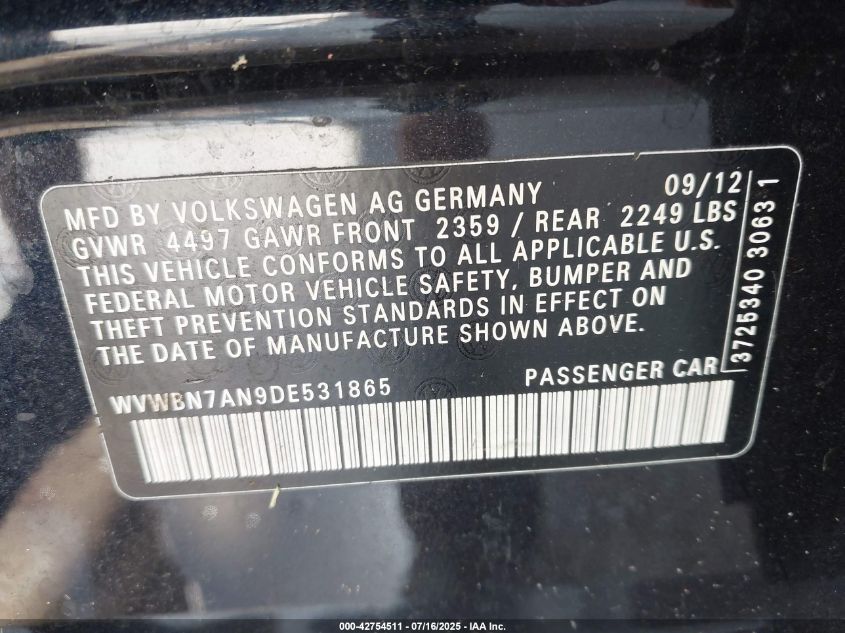 MFD BY VOLKSWAGEN AG GERMANY 09/12
GVWR 4497 GAWR FRONT 2359 / REAR 2249 LBS
THIS VEHICLE CONFORMS TO ALL APPLICABLE U.S.
FEDERAL MOTOR VEHICLE SAFETY, BUMPER AND
THEFT PREVENTION STANDARDS IN EFFECT ON
THE DATE OF MANUFACTURE SHOWN ABOVE.
WVWBN7AN9DE531865 PASSENGER CAR
3725340 30631
000-42754511 - 07/16/2025 - IAA Inc.